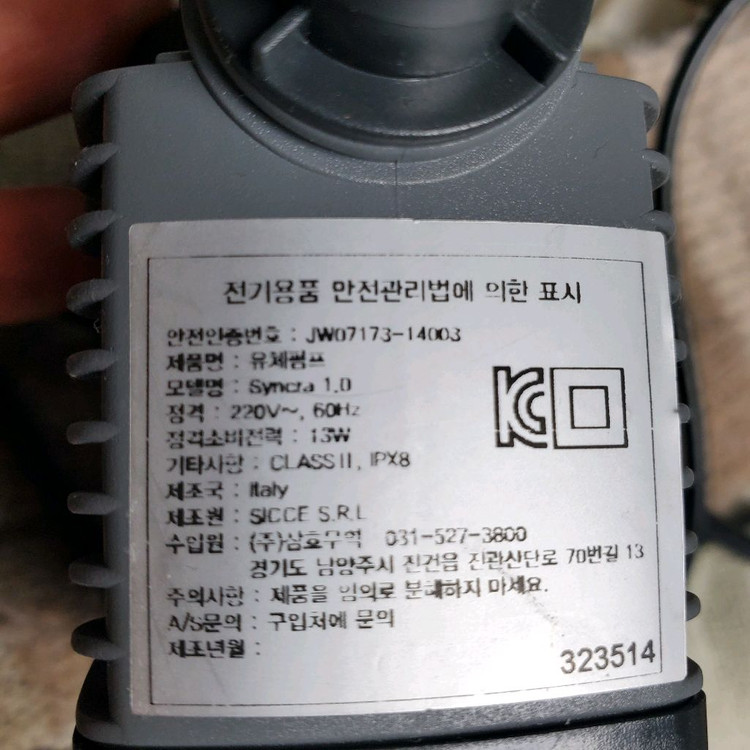 전기용품 안전관리법에 의한 표시
안전인증번호 : JW07173-14003
제품명 : 유체펌프
모델명 : Syncra 1.0
정격 : 220V~, 60Hz
정격소비전력 : 13W
기타사항 : CLASS II, IPX8
제조국 : Italy
제조원 : SICCE S.R.L
수입원 : (주)삼호무역 031-527-3800
경기도 남양주시 진건읍 진관산단로 70번길 13
주의사항 : 제품을 임의로 분해하지 마세요.
A/S문의 : 구입처에 문의
제조년월 :
323514
KC